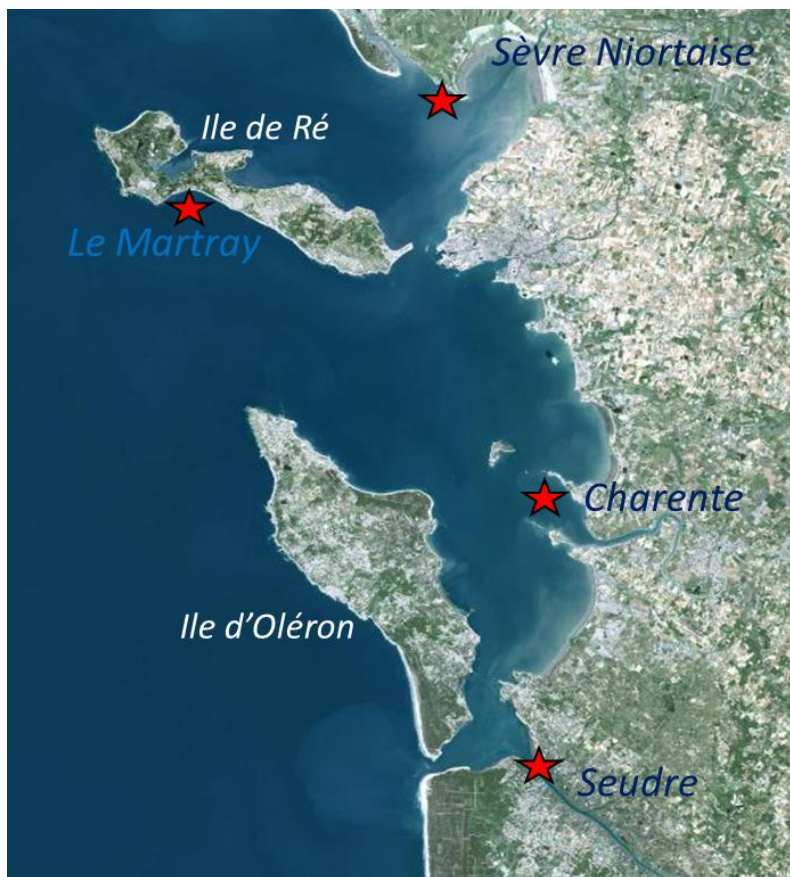 Sèvre Niortaise
Ile de Ré
Le Martray
Charente
Ile d'Oléron
Seudre